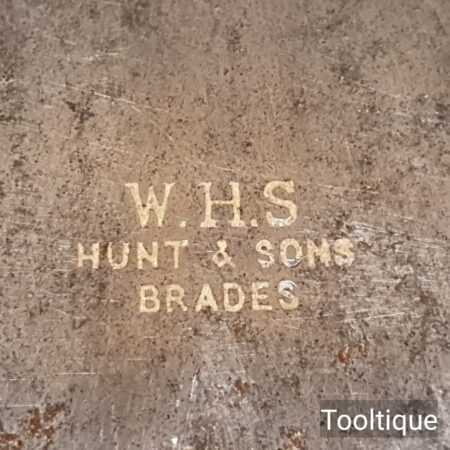 W.H.S
HUNT & SONS
BRADES
Tooltique